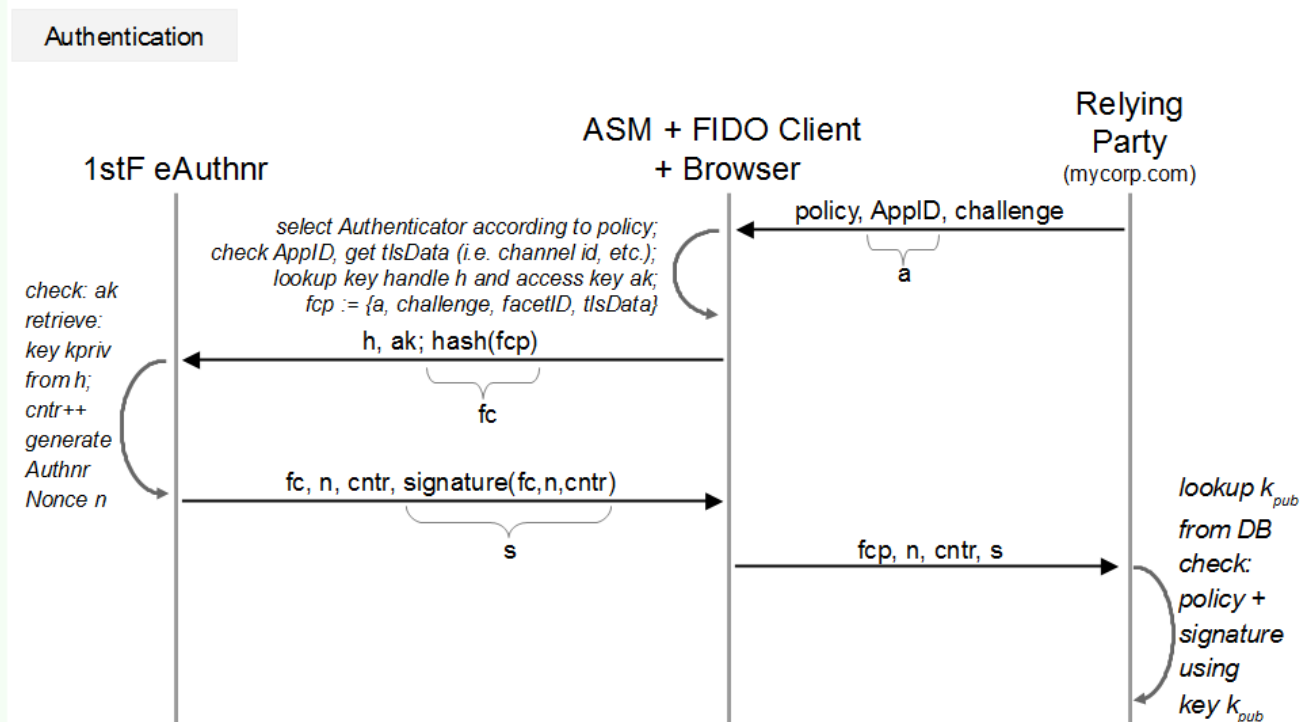 Authentication
1stF eAuthnr
ASM + FIDO Client
+ Browser
Relying
Party
(mycorp.com)
policy, AppID, challenge
a
select Authenticator according to policy;
check AppID, get tlsData (i.e. channel id, etc.);
lookup key handle h and access key ak;
fcp := {a, challenge, facetID, tlsData}
h, ak; hash(fcp)
fc
check: ak
retrieve:
key kpriv
from h;
cntr++
generate
Authnr
Nonce n
fc, n, cntr, signature(fc,n,cntr)
s
fcp, n, cntr, s
lookup kpub
from DB
check:
policy +
signature
using
key kpub